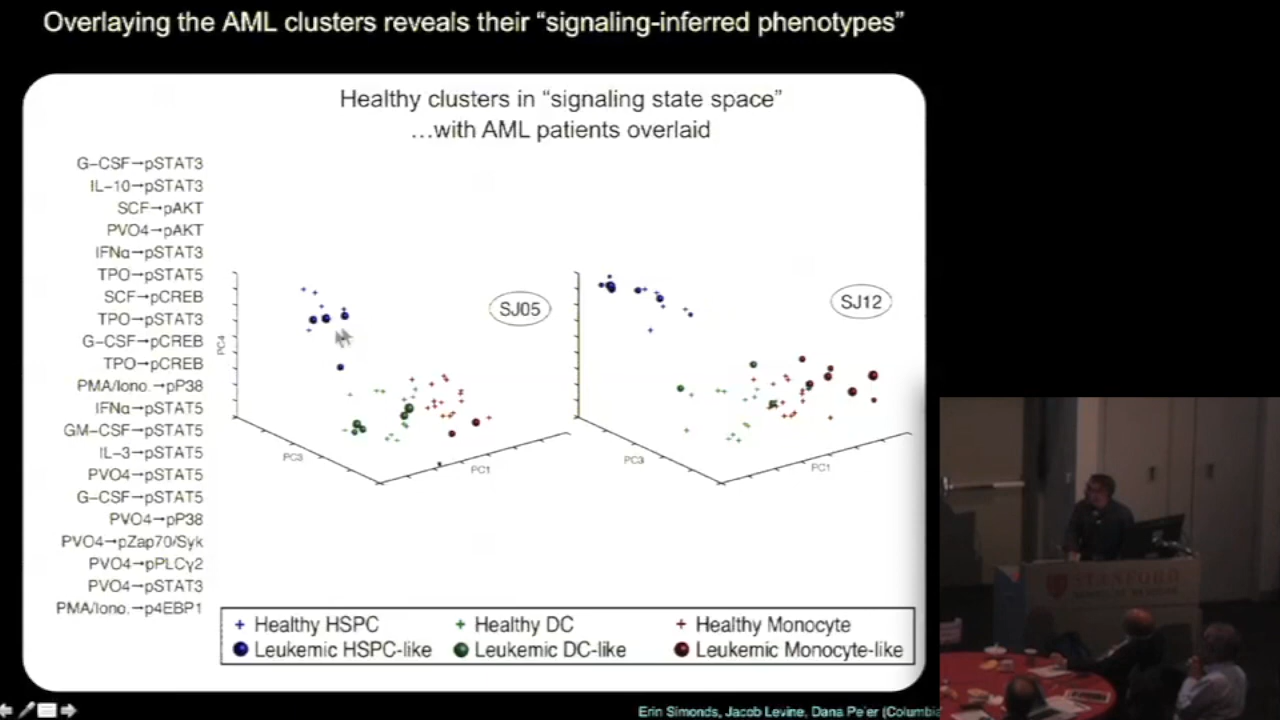 Overlaying the AML clusters reveals their “signaling-inferred phenotypes”
Healthy clusters in “signaling state space”
...with AML patients overlaid
G-CSF→pSTAT3
IL-10→pSTAT3
SCF→pAKT
PVO4→pAKT
IFNα→pSTAT3
TPO→pSTAT5
SCF→pCREB
TPO→pSTAT3
G-CSF→pCREB
TPO→pCREB
PMA/Iono.→pP38
IFNα→pSTAT5
GM-CSF→pSTAT5
IL-3→pSTAT5
PVO4→pSTAT5
G-CSF→pSTAT5
PVO4→pP38
PVO4→pZap70/Syk
PVO4→pPLCγ2
PVO4→pSTAT3
PMA/Iono.→p4EBP1
SJ05
PC4
PC3
PC1
SJ12
PC3
PC1
+ Healthy HSPC + Healthy DC + Healthy Monocyte
Leukemic HSPC-like Leukemic DC-like Leukemic Monocyte-like
Erin Simonds, Jacob Levine, Dana Pe'er (Columbia
STANFORD